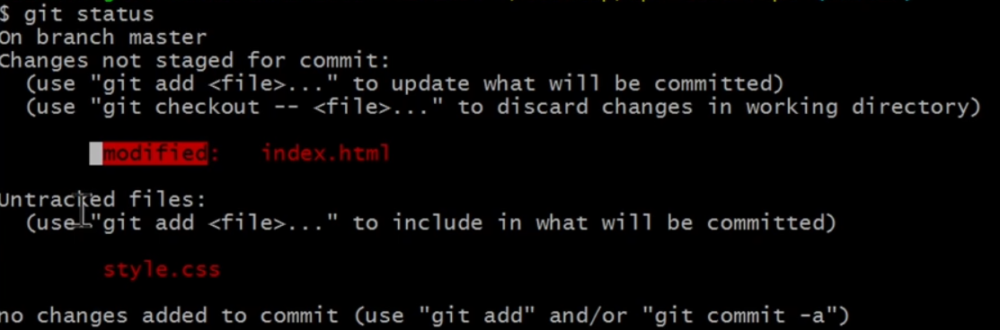 $ git status
On branch master
Changes not staged for commit:
  (use "git add <file>..." to update what will be committed)
  (use "git checkout -- <file>..." to discard changes in working directory)
modified:   index.html
Untracked files:
  (use "git add <file>..." to include in what will be committed)
style.css
no changes added to commit (use "git add" and/or "git commit -a")